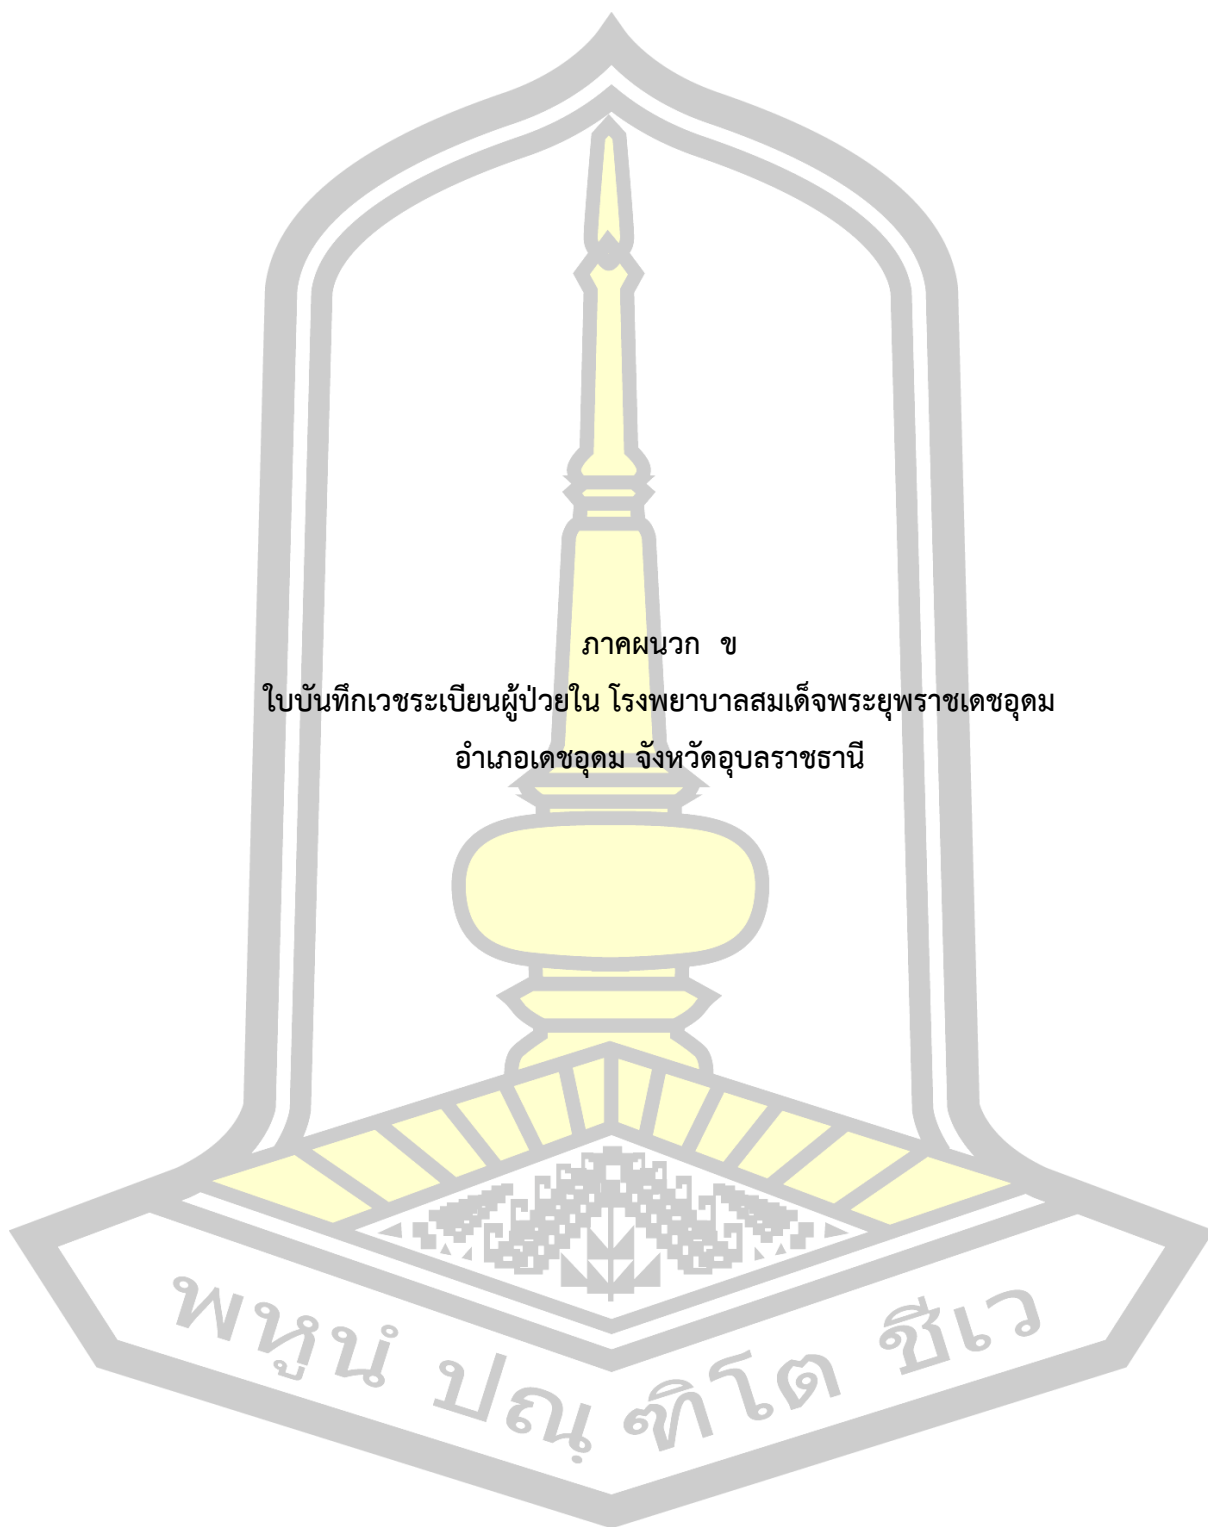 ภาคผนวก ข
ใบบันทึกเวชระเบียนผู้ป่วยใน โรงพยาบาลสมเด็จพระยุพราชเดชอุดม
อำเภอเดชอุดม จังหวัดอุบลราชธานี
พหูนํ ปณฺฑิโต ชีเว